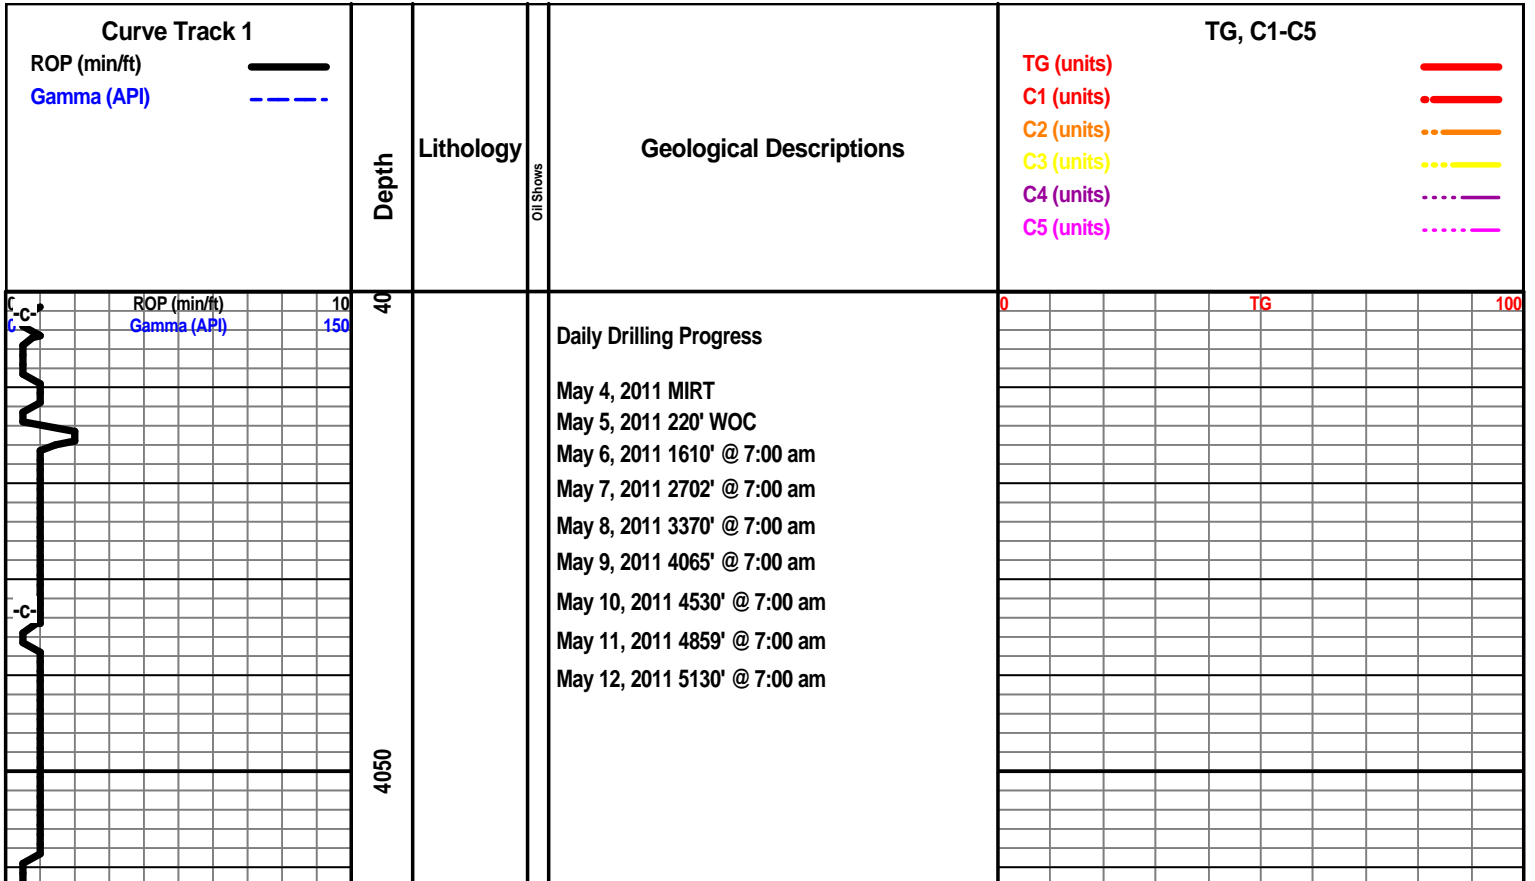 Curve Track 1
ROP (min/ft)
Gamma (API)
Depth
Lithology
Oil Shows
Geological Descriptions
TG, C1-C5
TG (units)
C1 (units)
C2 (units)
C3 (units)
C4 (units)
C5 (units)
ROP (min/ft) 10
-c-
Gamma (API) 150
40
0 TG 100
Daily Drilling Progress
May 4, 2011 MIRT
May 5, 2011 220' WOC
May 6, 2011 1610' @ 7:00 am
May 7, 2011 2702' @ 7:00 am
May 8, 2011 3370' @ 7:00 am
May 9, 2011 4065' @ 7:00 am
May 10, 2011 4530' @ 7:00 am
-c-
May 11, 2011 4859' @ 7:00 am
May 12, 2011 5130' @ 7:00 am
4050